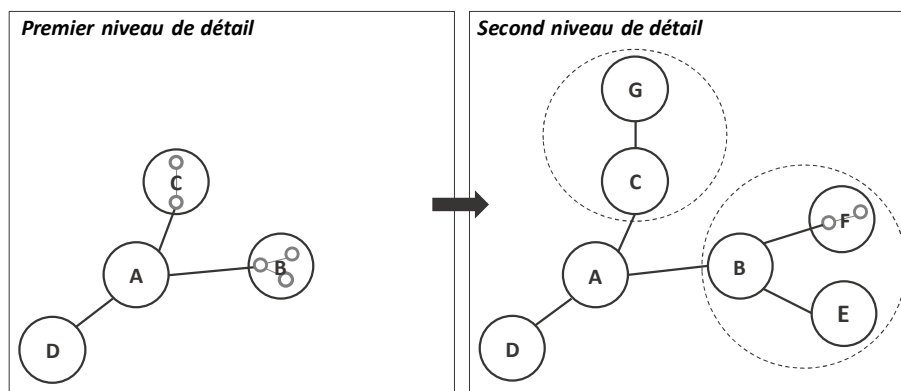 Premier niveau de détail
C
A
B
D
Second niveau de détail
G
C
F
A
B
E
D